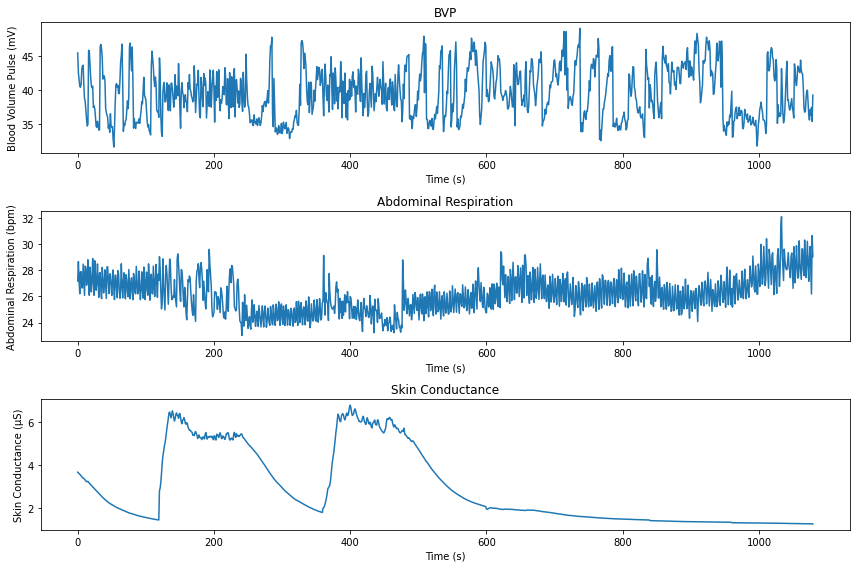 BVP
Blood Volume Pulse (mV)
45
40
35
0 200 400 600 800 1000
Time (s)
Abdominal Respiration
Abdominal Respiration (bpm)
32
30
28
26
24
0 200 400 600 800 1000
Time (s)
Skin Conductance
Skin Conductance (μS)
6
4
2
0 200 400 600 800 1000
Time (s)